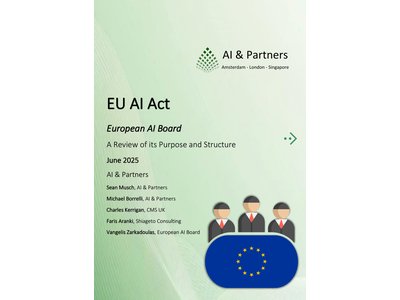 AI & Partners
Amsterdam - London - Singapore
EU AI Act
European AI Board
A Review of its Purpose and Structure
June 2025
AI & Partners
Sean Musch, AI & Partners
Michael Borrelli, AI & Partners
Charles Kerrigan, CMS UK
Faris Aranki, Shiageto Consulting
Vangelis Zarkadoulas, European AI Board